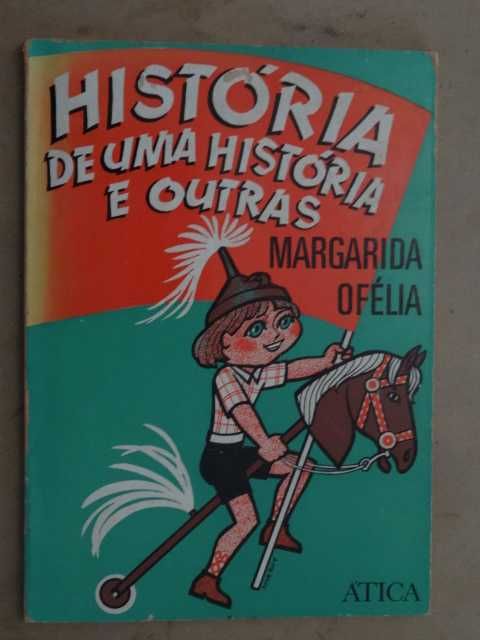 HISTÓRIA
DE UMA HISTÓRIA
E OUTRAS
MARGARIDA
OFÉLIA
ÁTICA